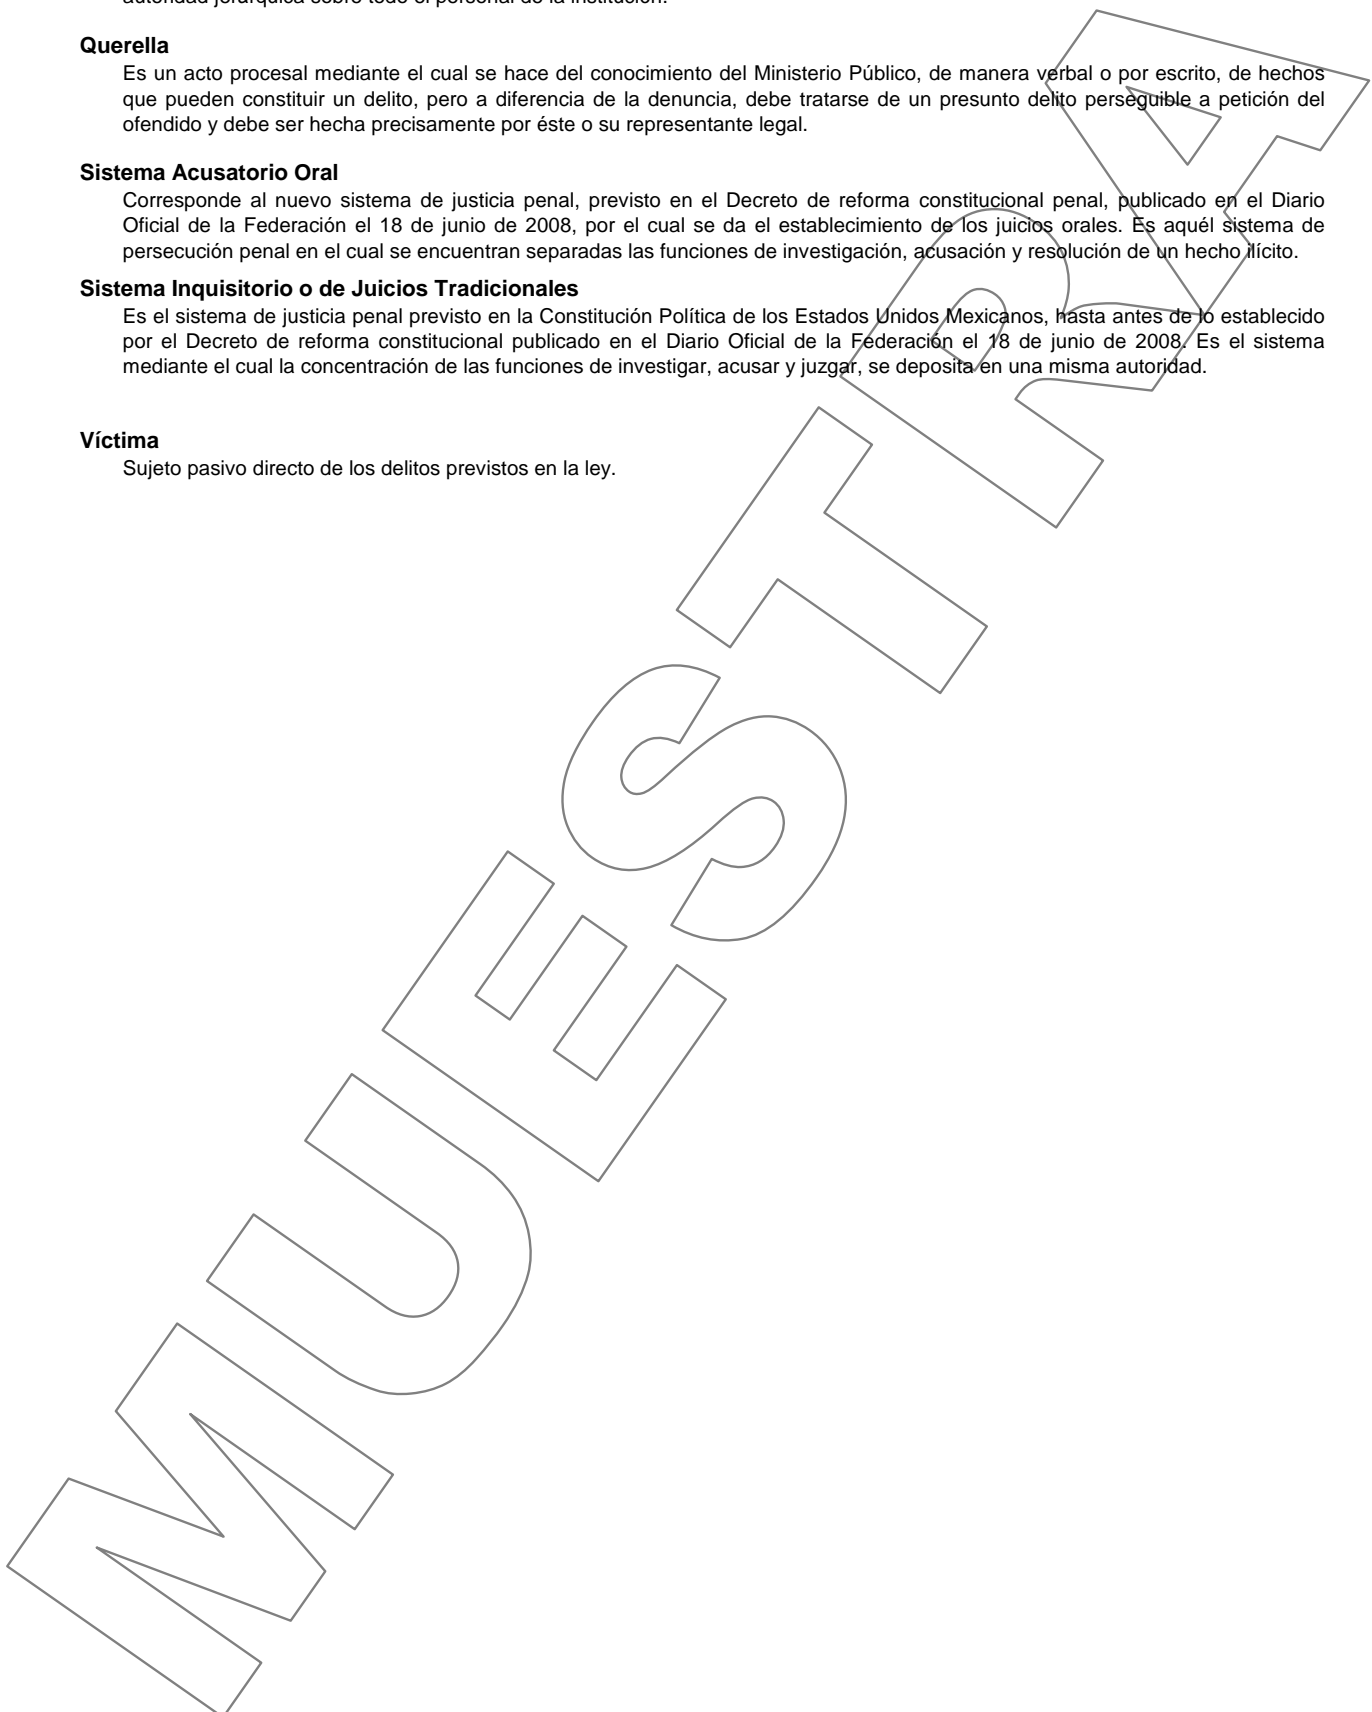 autoridad jerárquica sobre todo el personal de la institución.
Querella
Es un acto procesal mediante el cual se hace del conocimiento del Ministerio Público, de manera verbal o por escrito, de hechos
que pueden constituir un delito, pero a diferencia de la denuncia, debe tratarse de un presunto delito perseguible a petición del
ofendido y debe ser hecha precisamente por éste o su representante legal.
Sistema Acusatorio Oral
Corresponde al nuevo sistema de justicia penal, previsto en el Decreto de reforma constitucional penal, publicado en el Diario
Oficial de la Federación el 18 de junio de 2008, por el cual se da el establecimiento de los juicios orales. Es aquél sistema de
persecución penal en el cual se encuentran separadas las funciones de investigación, acusación y resolución de un hecho ilícito.
Sistema Inquisitorio o de Juicios Tradicionales
Es el sistema de justicia penal previsto en la Constitución Política de los Estados Unidos Mexicanos, hasta antes de lo establecido
por el Decreto de reforma constitucional publicado en el Diario Oficial de la Federación el 18 de junio de 2008. Es el sistema
mediante el cual la concentración de las funciones de investigar, acusar y juzgar, se deposita en una misma autoridad.
Víctima
Sujeto pasivo directo de los delitos previstos en la ley.
MUESTRA